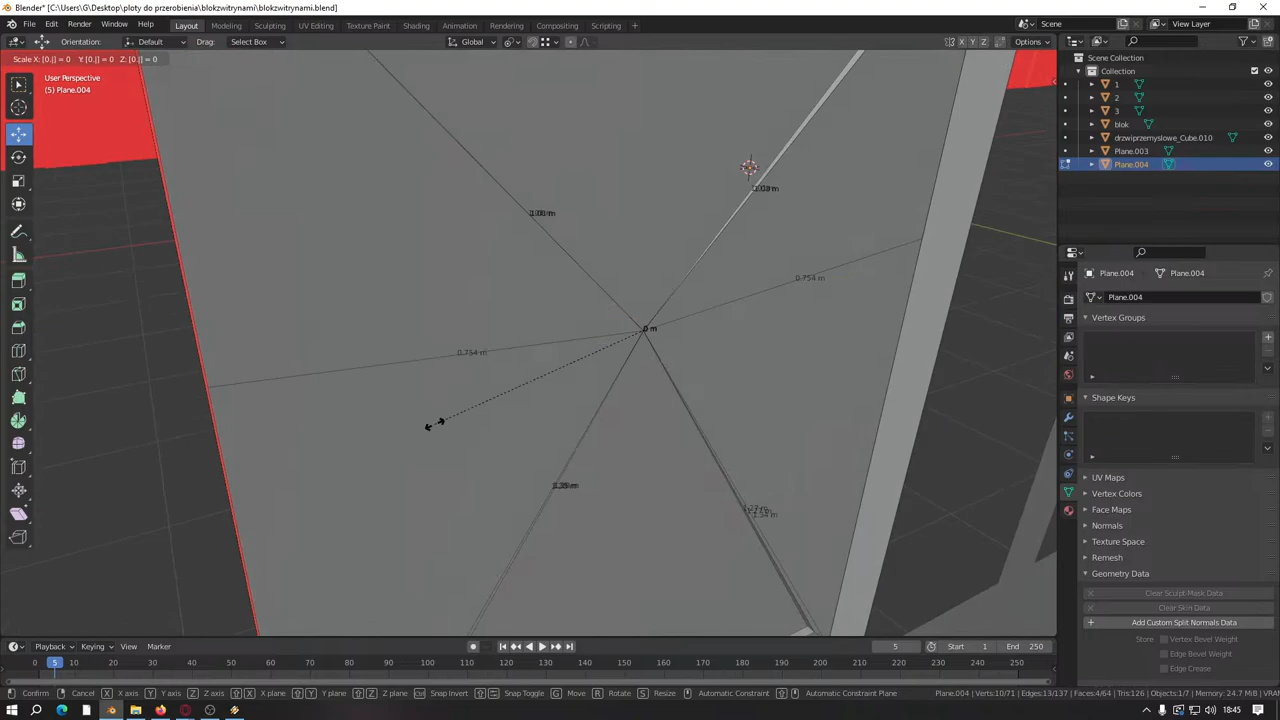 Blender* [C:\Users\G\Desktop\ploty do przerobienia\blokzwitrynami\blokzwitrynami.blend]
File Edit Render Window Help Layout Modeling Sculpting UV Editing Texture Paint Shading Animation Rendering Compositing Scripting Scene View Layer
Orientation: Default Drag: Select Box Global X Y Z Options
Scale X: [0.|] = 0 Y: [0.|] = 0 Z: [0.|] = 0
User Perspective
(5) Plane.004
0.754 m
0 m
0.754 m
Scene Collection
Collection
1
2
3
blok
drzwiprzemyslowe_Cube.010
Plane.003
Plane.004
Plane.004 Plane.004
Plane.004
Vertex Groups
Shape Keys
UV Maps
Vertex Colors
Face Maps
Normals
Texture Space
Remesh
Geometry Data
Clear Sculpt-Mask Data
Clear Skin Data
Add Custom Split Normals Data
Store Vertex Bevel Weight
Edge Bevel Weight
Edge Crease
Playback Keying View Marker 5 Start 1 End 250
0 5 10 20 30 40 50 60 70 80 90 100 110 120 130 140 150 160 170 180 190 200 210 220 230 240 250
Confirm Cancel X X axis Y Y axis Z Z axis X X plane Y Y plane Z Z plane Snap Invert Snap Toggle G Move R Rotate S Resize Automatic Constraint Automatic Constraint Plane Plane.004 | Verts:10/71 | Edges:13/137 | Faces:4/64 | Tris:126 | Objects:1/7 | Memory: 24.7 MiB | VRAM
18:45